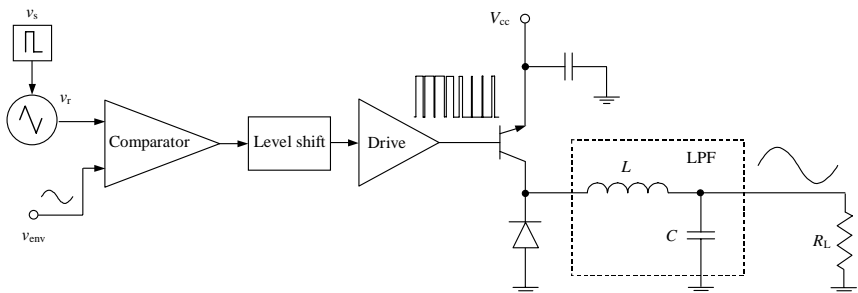 v_s
V_cc
v_r
Comparator
Level shift
Drive
LPF
L
C
R_L
v_env